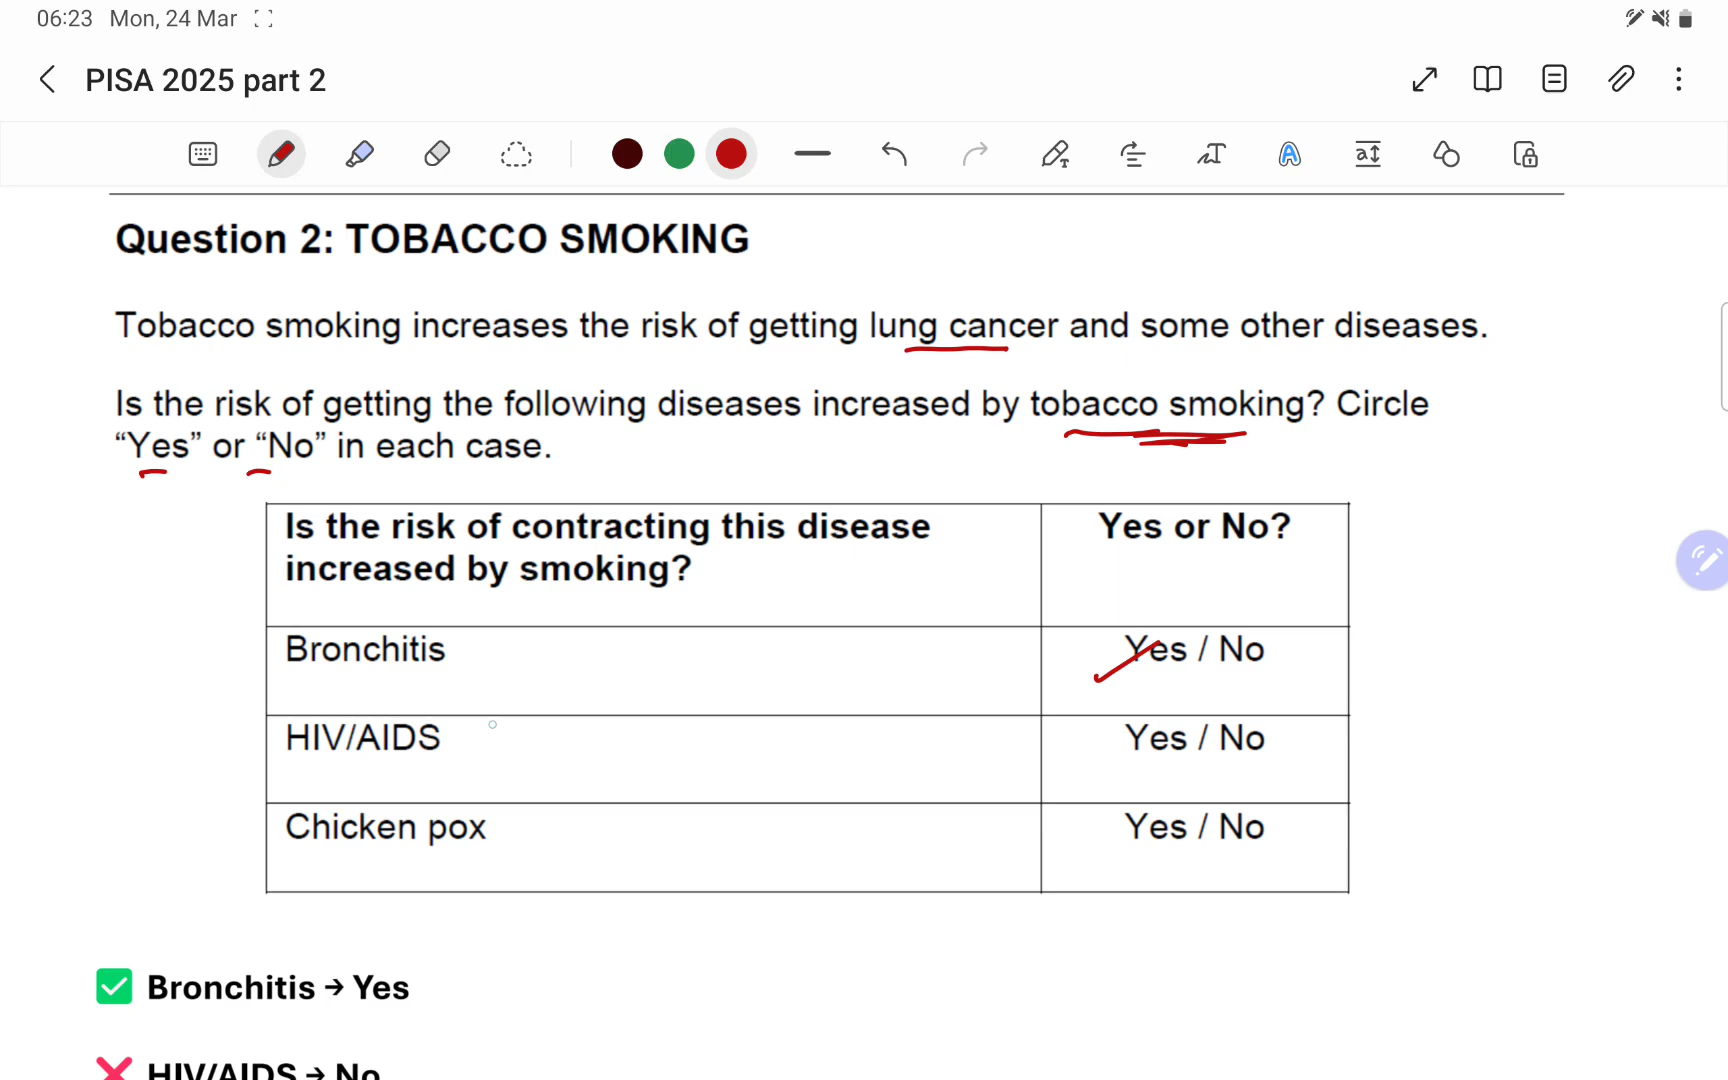 06:23 Mon, 24 Mar
PISA 2025 part 2
Question 2: TOBACCO SMOKING
Tobacco smoking increases the risk of getting lung cancer and some other diseases.
Is the risk of getting the following diseases increased by tobacco smoking? Circle
“Yes” or “No” in each case.
Is the risk of contracting this disease
increased by smoking?
Yes or No?
Bronchitis
Yes / No
HIV/AIDS
Yes / No
Chicken pox
Yes / No
✅ Bronchitis → Yes
❌ HIV/AIDS → No